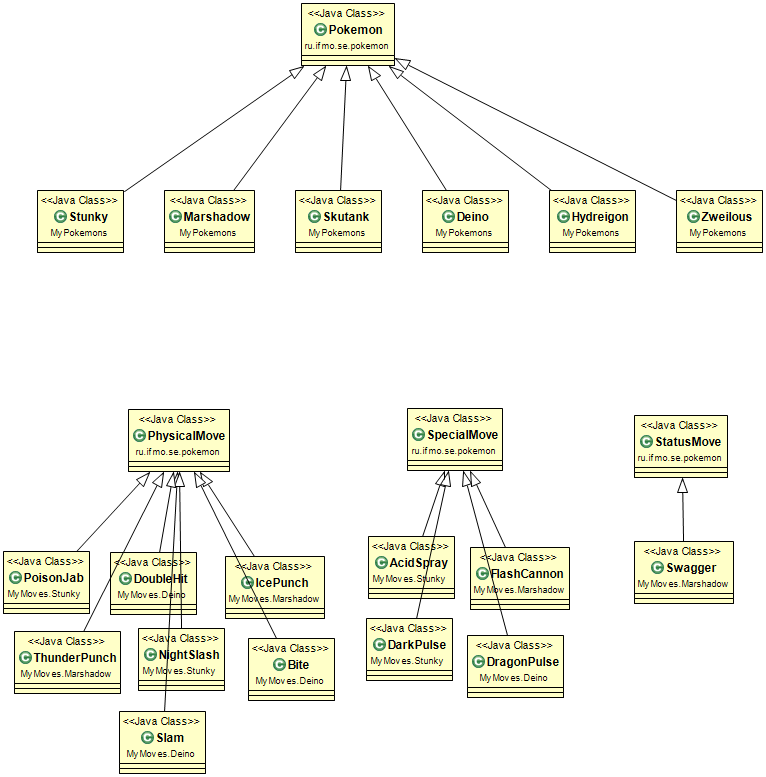 <<Java Class>>
Pokemon
ru.ifmo.se.pokemon
<<Java Class>>
Stunky
MyPokemons
<<Java Class>>
Marshadow
MyPokemons
<<Java Class>>
Skutank
MyPokemons
<<Java Class>>
Deino
MyPokemons
<<Java Class>>
Hydreigon
MyPokemons
<<Java Class>>
Zweilous
MyPokemons
<<Java Class>>
PhysicalMove
ru.ifmo.se.pokemon
<<Java Class>>
SpecialMove
ru.ifmo.se.pokemon
<<Java Class>>
StatusMove
ru.ifmo.se.pokemon
<<Java Class>>
PoisonJab
MyMoves.Stunky
<<Java Class>>
DoubleHit
MyMoves.Deino
<<Java Class>>
IcePunch
MyMoves.Marshadow
<<Java Class>>
AcidSpray
MyMoves.Stunky
<<Java Class>>
FlashCannon
MyMoves.Marshadow
<<Java Class>>
Swagger
MyMoves.Marshadow
<<Java Class>>
ThunderPunch
MyMoves.Marshadow
<<Java Class>>
NightSlash
MyMoves.Stunky
<<Java Class>>
Bite
MyMoves.Deino
<<Java Class>>
DarkPulse
MyMoves.Stunky
<<Java Class>>
DragonPulse
MyMoves.Deino
<<Java Class>>
Slam
MyMoves.Deino